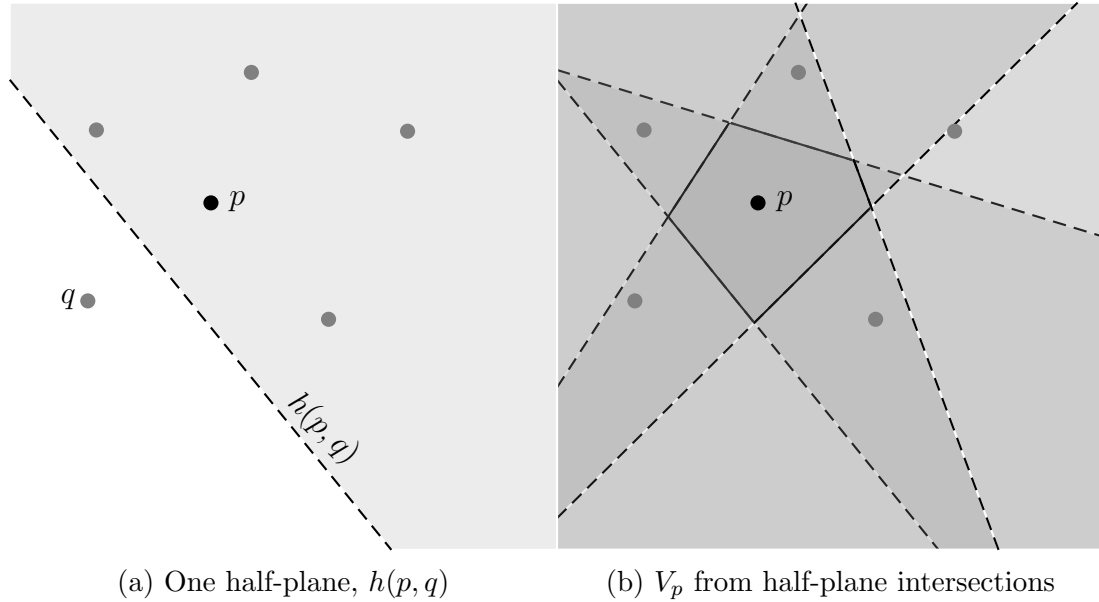 p
q
h(p, q)
p
(a) One half-plane, h(p, q)
(b) V_p from half-plane intersections